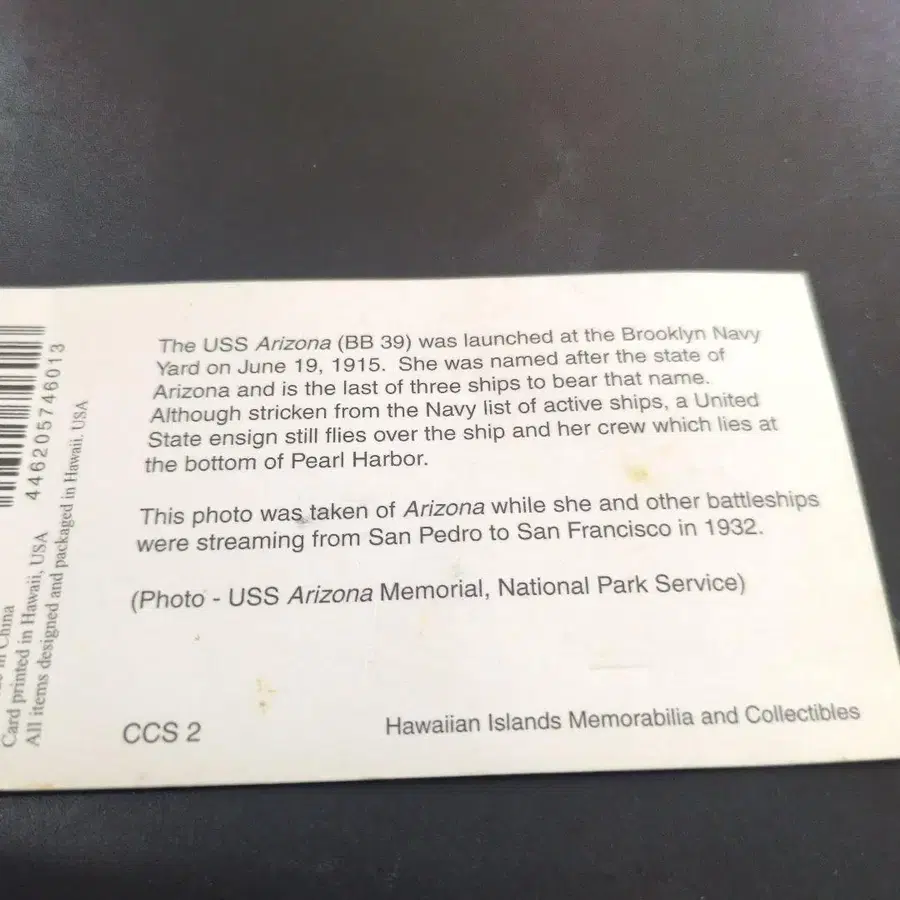 The USS Arizona (BB 39) was launched at the Brooklyn Navy
Yard on June 19, 1915. She was named after the state of
Arizona and is the last of three ships to bear that name.
Although stricken from the Navy list of active ships, a United
State ensign still flies over the ship and her crew which lies at
the bottom of Pearl Harbor.
This photo was taken of Arizona while she and other battleships
were streaming from San Pedro to San Francisco in 1932.
(Photo - USS Arizona Memorial, National Park Service)
CCS 2
Hawaiian Islands Memorabilia and Collectibles
446205746013
in China
Card printed in Hawaii, USA
All items designed and packaged in Hawaii. USA